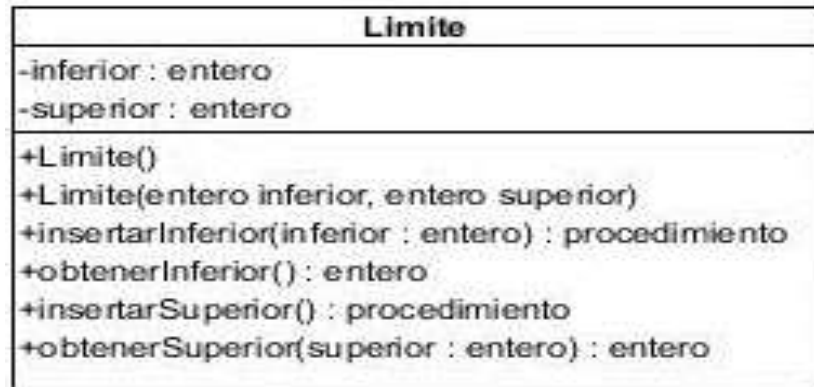 Limite
-inferior : entero
-superior : entero
+Limite()
+Limite(entero inferior, entero superior)
+insertarInferior(inferior : entero) : procedimiento
+obtenerInferior() : entero
+insertarSuperior() : procedimiento
+obtenerSuperior(superior : entero) : entero